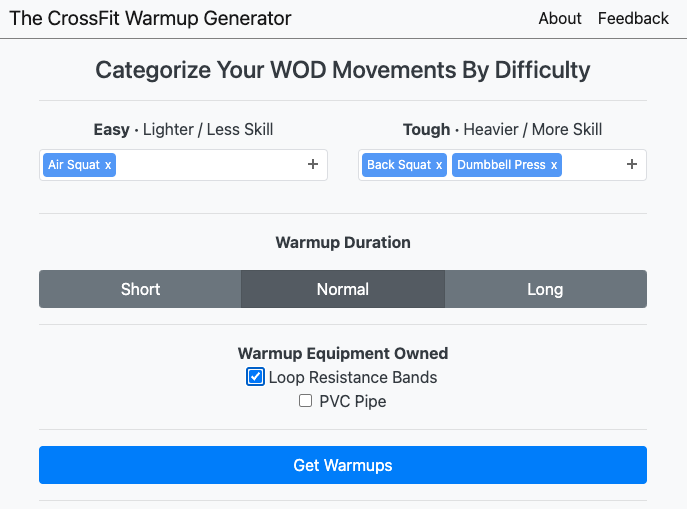 The CrossFit Warmup Generator About Feedback
Categorize Your WOD Movements By Difficulty
Easy · Lighter / Less Skill
Air Squat x +
Tough · Heavier / More Skill
Back Squat x Dumbbell Press x +
Warmup Duration
Short Normal Long
Warmup Equipment Owned
Loop Resistance Bands
PVC Pipe
Get Warmups